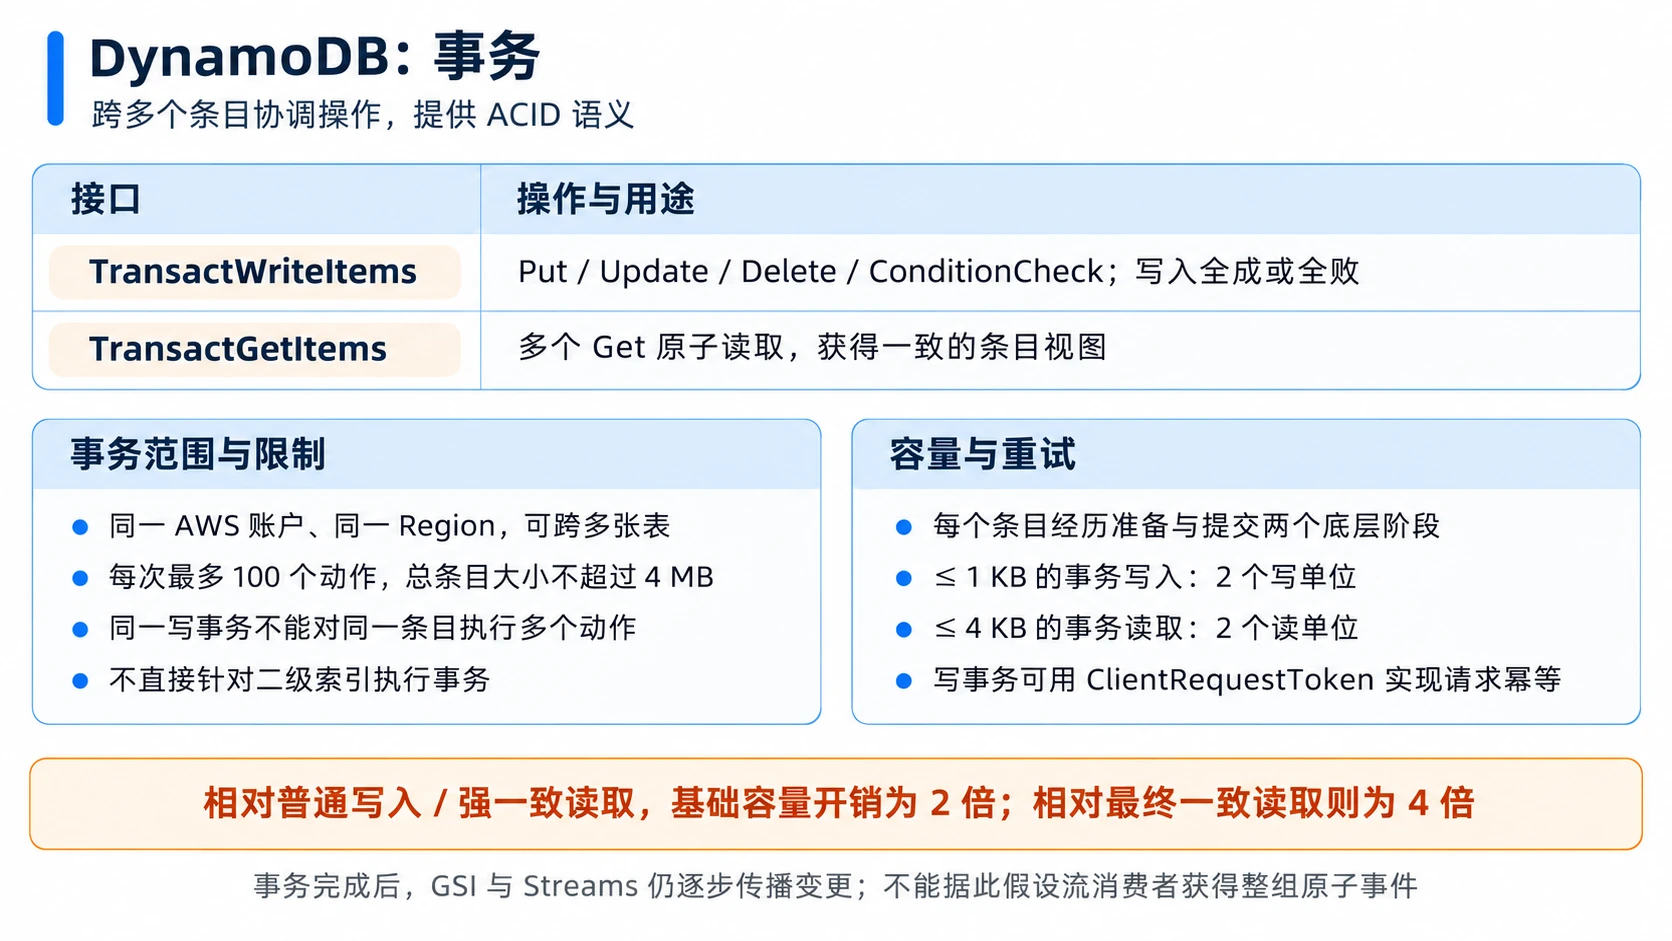 DynamoDB：事务
跨多个条目协调操作，提供 ACID 语义
接口
操作与用途
TransactWriteItems
Put / Update / Delete / ConditionCheck；写入全成或全败
TransactGetItems
多个 Get 原子读取，获得一致的条目视图
事务范围与限制
同一 AWS 账户、同一 Region，可跨多张表
每次最多 100 个动作，总条目大小不超过 4 MB
同一写事务不能对同一条目执行多个动作
不直接针对二级索引执行事务
容量与重试
每个条目经历准备与提交两个底层阶段
≤ 1 KB 的事务写入：2 个写单位
≤ 4 KB 的事务读取：2 个读单位
写事务可用 ClientRequestToken 实现请求幂等
相对普通写入 / 强一致读取，基础容量开销为 2 倍；相对最终一致读取则为 4 倍
事务完成后，GSI 与 Streams 仍逐步传播变更；不能据此假设流消费者获得整组原子事件